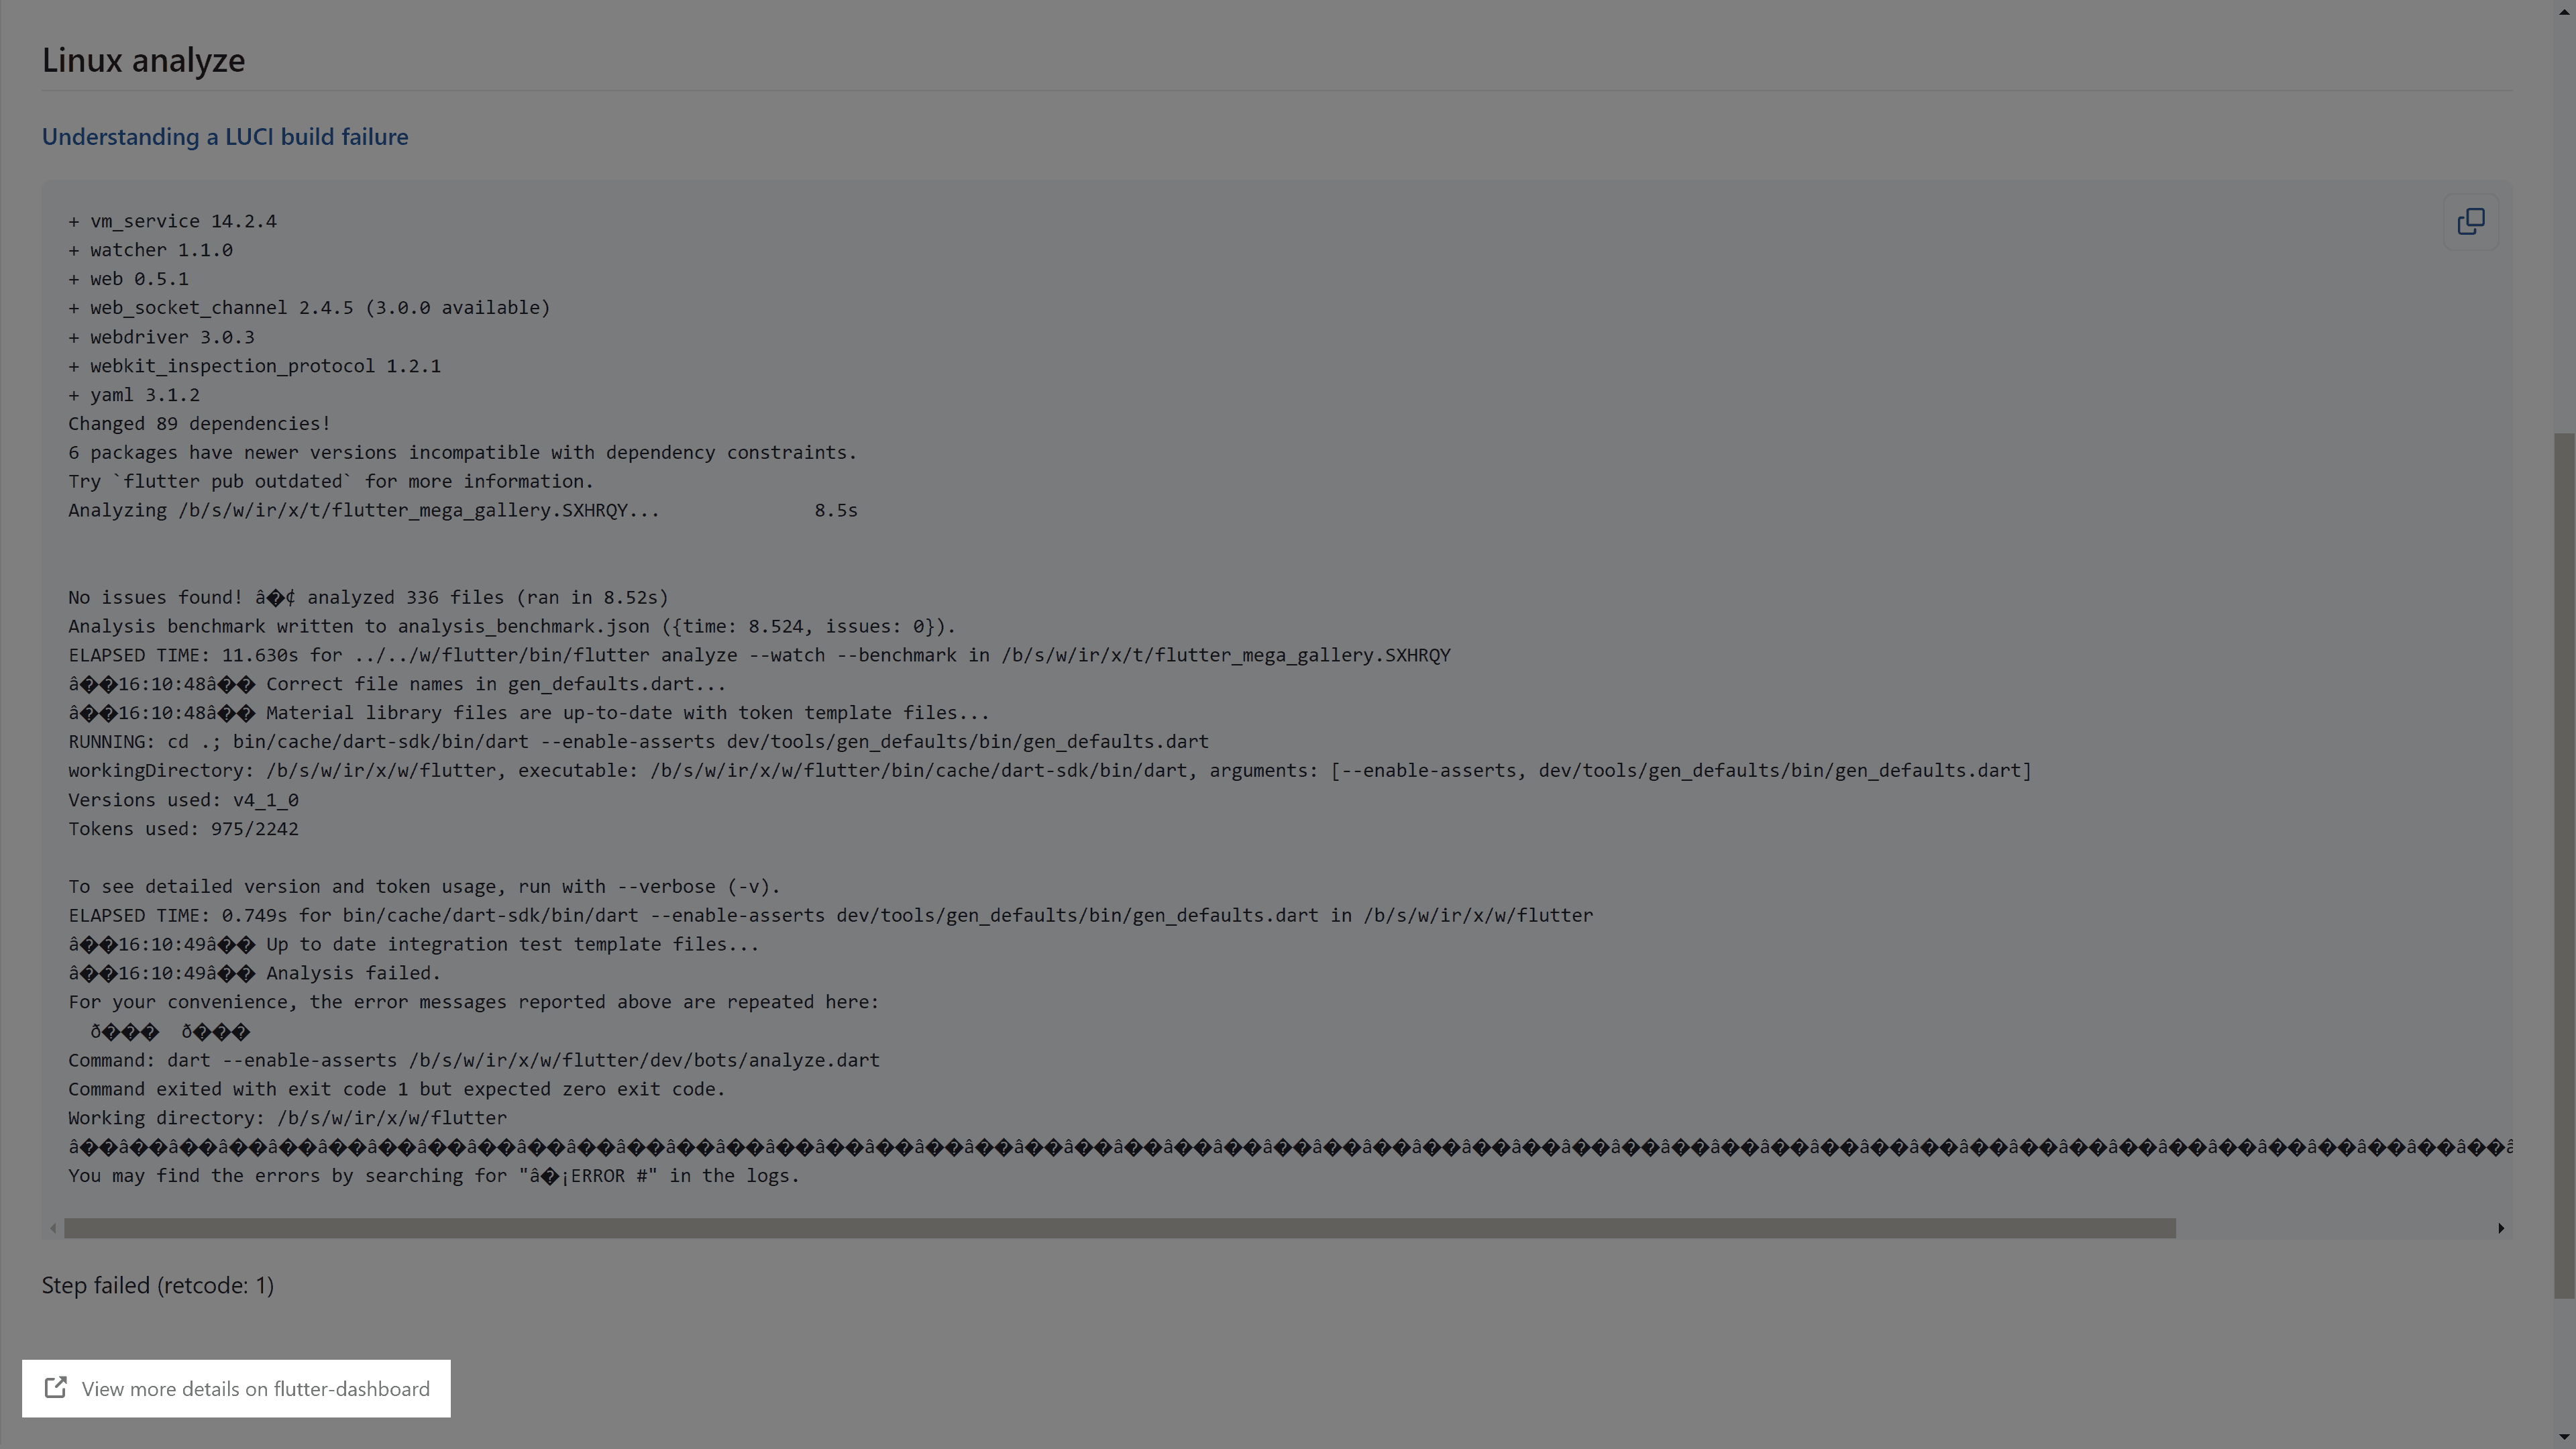 Linux analyze
Understanding a LUCI build failure
+ vm_service 14.2.4
+ watcher 1.1.0
+ web 0.5.1
+ web_socket_channel 2.4.5 (3.0.0 available)
+ webdriver 3.0.3
+ webkit_inspection_protocol 1.2.1
+ yaml 3.1.2
Changed 89 dependencies!
6 packages have newer versions incompatible with dependency constraints.
Try `flutter pub outdated` for more information.
Analyzing /b/s/w/ir/x/t/flutter_mega_gallery.SXHRQY...              8.5s
No issues found! â�¢ analyzed 336 files (ran in 8.52s)
Analysis benchmark written to analysis_benchmark.json ({time: 8.524, issues: 0}).
ELAPSED TIME: 11.630s for ../../w/flutter/bin/flutter analyze --watch --benchmark in /b/s/w/ir/x/t/flutter_mega_gallery.SXHRQY
â��16:10:48â�� Correct file names in gen_defaults.dart...
â��16:10:48â�� Material library files are up-to-date with token template files...
RUNNING: cd .; bin/cache/dart-sdk/bin/dart --enable-asserts dev/tools/gen_defaults/bin/gen_defaults.dart
workingDirectory: /b/s/w/ir/x/w/flutter, executable: /b/s/w/ir/x/w/flutter/bin/cache/dart-sdk/bin/dart, arguments: [--enable-asserts, dev/tools/gen_defaults/bin/gen_defaults.dart]
Versions used: v4_1_0
Tokens used: 975/2242
To see detailed version and token usage, run with --verbose (-v).
ELAPSED TIME: 0.749s for bin/cache/dart-sdk/bin/dart --enable-asserts dev/tools/gen_defaults/bin/gen_defaults.dart in /b/s/w/ir/x/w/flutter
â��16:10:49â�� Up to date integration test template files...
â��16:10:49â�� Analysis failed.
For your convenience, the error messages reported above are repeated here:
ð���  ð���
Command: dart --enable-asserts /b/s/w/ir/x/w/flutter/dev/bots/analyze.dart
Command exited with exit code 1 but expected zero exit code.
Working directory: /b/s/w/ir/x/w/flutter
â��â��â��â��â��â��â��â��â��â��â��â��â��â��â��â��â��â��â��â��â��â��â��â��â��â��â��â��â��â��â��â��â��â��â��â��â��â��â��â��â��â��â��â��â��â��â��â��â��â
You may find the errors by searching for "â�¡ERROR #" in the logs.
Step failed (retcode: 1)
View more details on flutter-dashboard